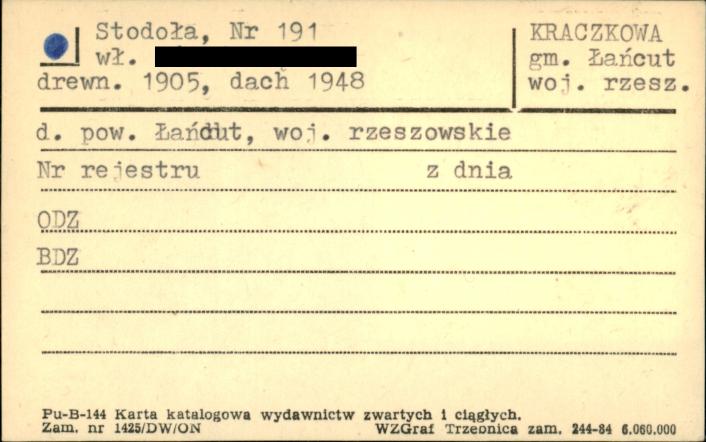 Stodoła, Nr 191
wł.
drewn. 1905, dach 1948
KRACZKOWA
gm. Łańcut
woj. rzesz.
d. pow. Łańdut, woj. rzeszowskie
Nr rejestru z dnia
ODZ
BDZ
Pu-B-144 Karta katalogowa wydawnictw zwartych i ciągłych.
Zam. nr 1425/DW/ON WZGraf Trzebnica zam. 244-84 6.060.000